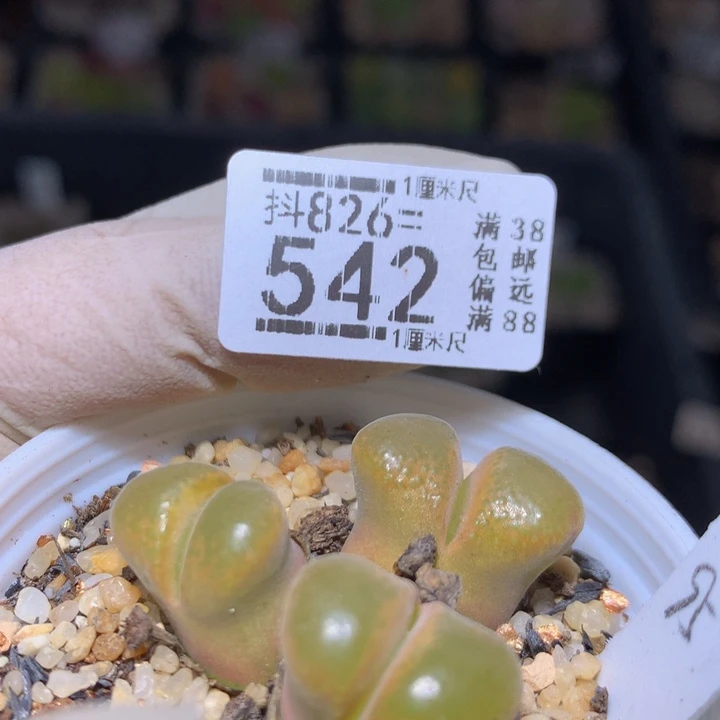 1厘米尺
抖826=
542
1厘米尺
满 38
包 邮
偏 远
满 88